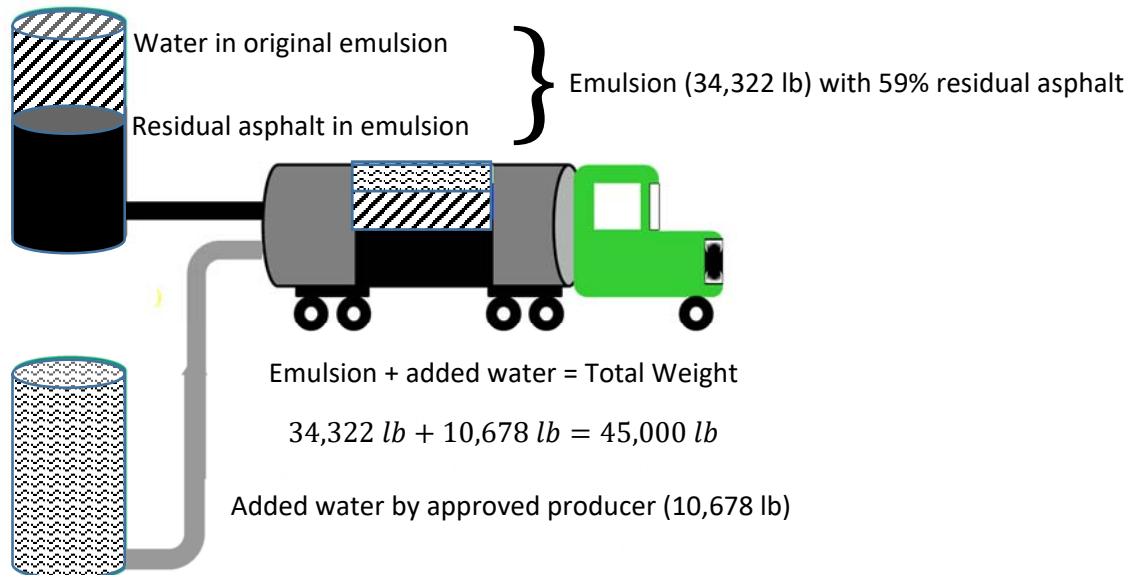 Water in original emulsion
Emulsion (34,322 lb) with 59% residual asphalt
Residual asphalt in emulsion
Emulsion + added water = Total Weight
34,322 lb + 10,678 lb = 45,000 lb
Added water by approved producer (10,678 lb)